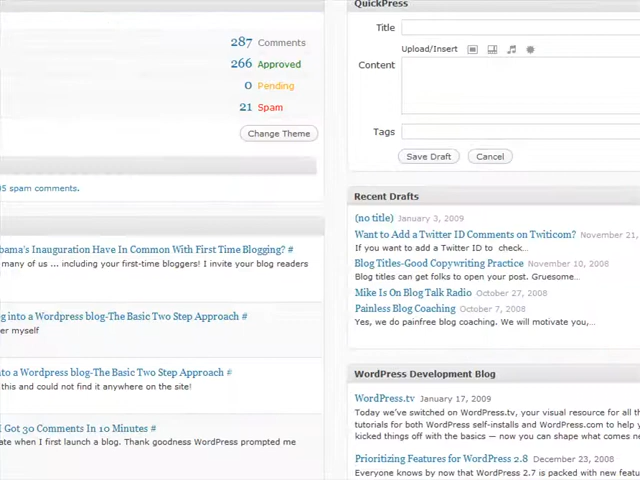 287 Comments
266 Approved
0 Pending
21 Spam
Change Theme
spam comments.
Inauguration Have In Common With First Time Blogging? #
many of us ... including your first-time bloggers! I invite your blog readers
into a Wordpress blog-The Basic Two Step Approach #
myself
a Wordpress blog-The Basic Two Step Approach #
this and could not find it anywhere on the site!
I Got 30 Comments In 10 Minutes #
when I first launch a blog. Thank goodness WordPress prompted me
QuickPress
Title
Upload/Insert
Content
Tags
Save Draft
Cancel
Recent Drafts
(no title) January 3, 2009
Want to Add a Twitter ID Comments on Twiticom? November 21,
If you want to add a Twitter ID to check...
Blog Titles-Good Copywriting Practice November 10, 2008
Blog titles can get folks to open your post. Gruesome...
Mike Is On Blog Talk Radio October 27, 2008
Painless Blog Coaching October 7, 2008
Yes, we do painfree blog coaching. We will motivate you,...
WordPress Development Blog
WordPress.tv January 17, 2009
Today we've switched on WordPress.tv, your visual resource for all
tutorials for both WordPress self-installs and WordPress.com to help
kicked things off with the basics — now you can shape what comes
Prioritizing Features for WordPress 2.8 December 23, 2008
Everyone knows by now that WordPress 2.7 is packed with new